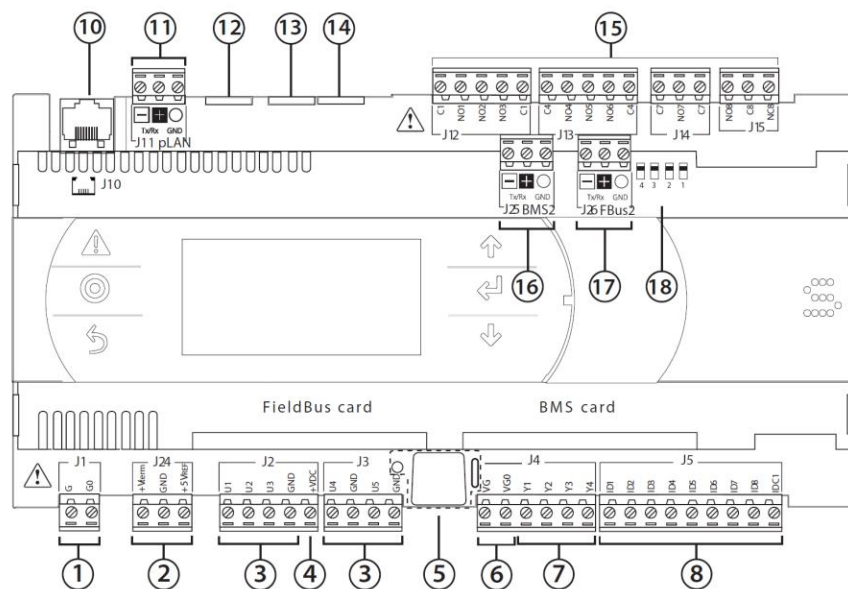 10 11 12 13 14 15
C1 NO1 NO2 NO3 C1 C4 NO4 NO5 NO6 C4 C7 NO7 C7 NO8 C8 NC8
J12 J13 J14 J15
− + Tx/Rx GND
J11 pLAN
J10
− + Tx/Rx GND
J25 BMS2
− + Tx/Rx GND
J26 FBus2
4 3 2 1
16 17 18
FieldBus card BMS card
J1 J24 J2 J3 J4 J5
G G0 +Vterm GND +5VREF U1 U2 U3 GND +VDC U4 GND U5 GND VG VG0 Y1 Y2 Y3 Y4 ID1 ID2 ID3 ID4 ID5 ID6 ID7 ID8 IDC1
1 2 3 4 3 5 6 7 8